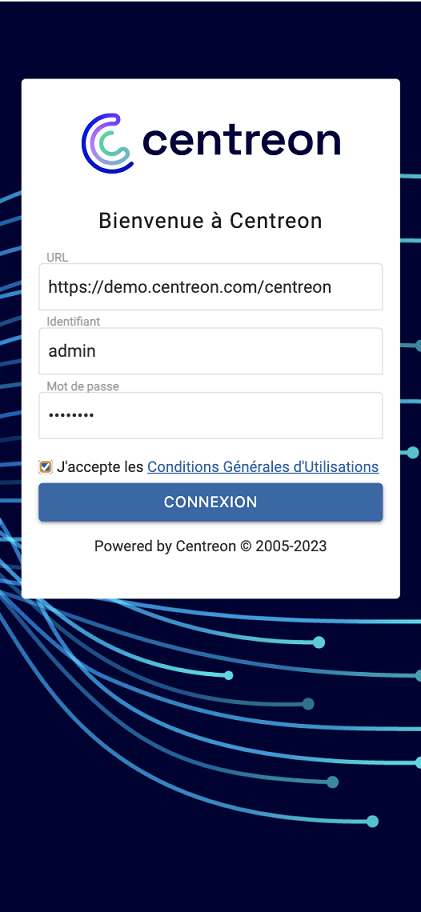 centreon
Bienvenue à Centreon
URL
https://demo.centreon.com/centreon
Identifiant
admin
Mot de passe
••••••••
J'accepte les Conditions Générales d'Utilisations
CONNEXION
Powered by Centreon © 2005-2023